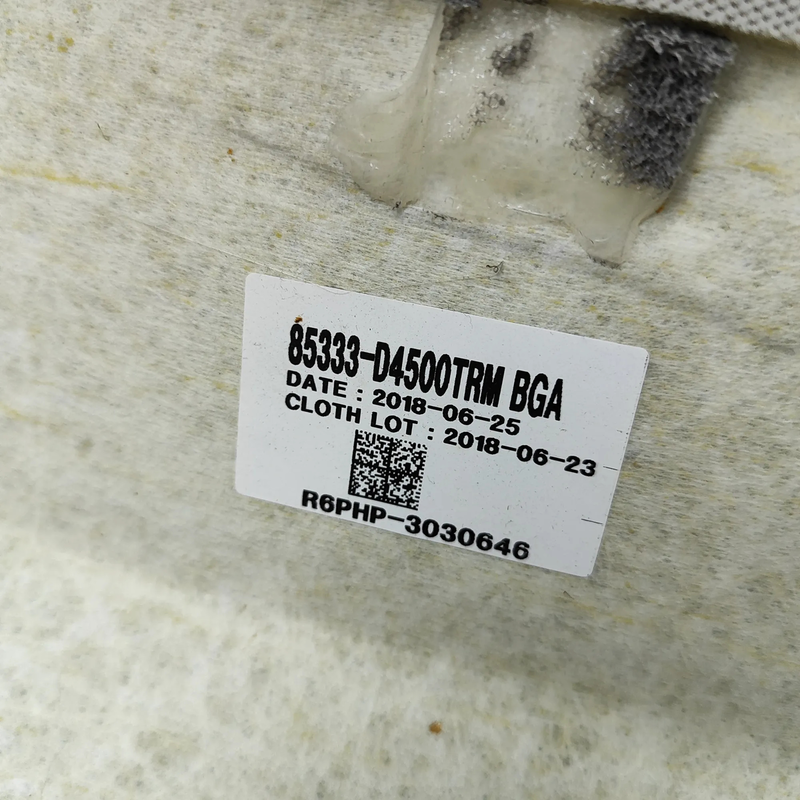 85333-D4500TRM BGA
DATE : 2018-06-25
CLOTH LOT : 2018-06-23
R6PHP-3030646